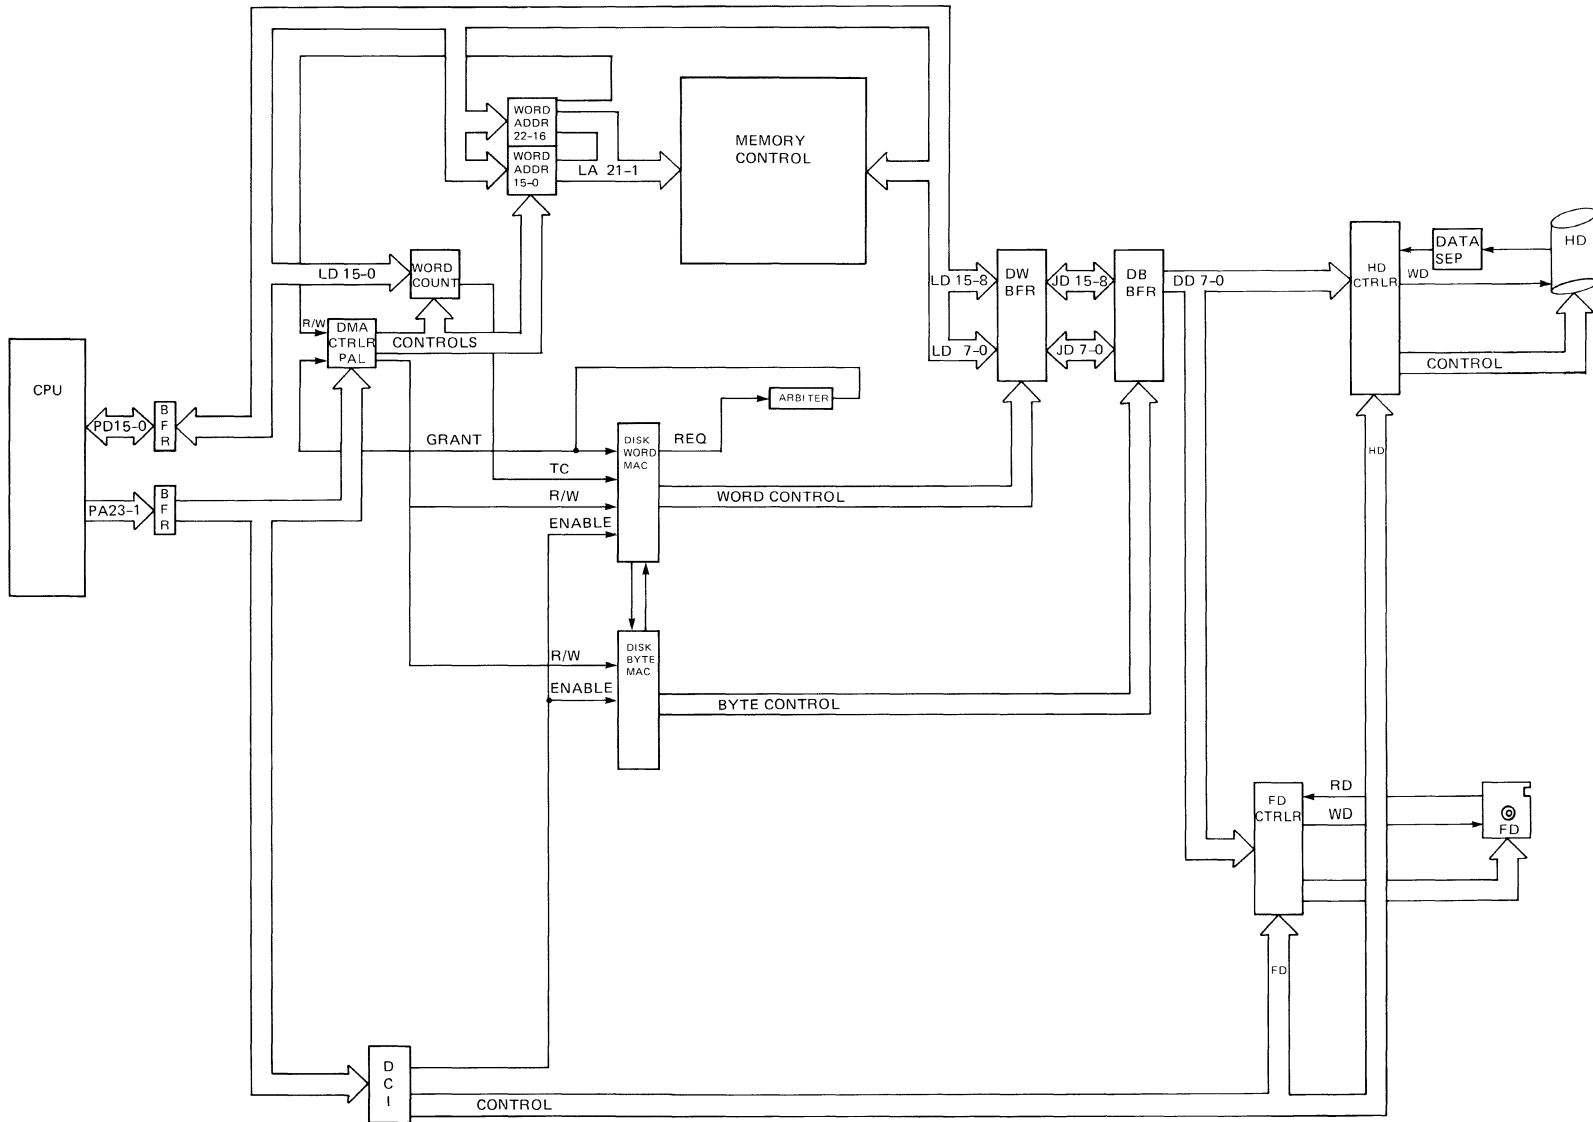 WORD
ADDR
22-16
WORD
ADDR
15-0
LA 21-1
MEMORY
CONTROL
LD 15-0
WORD
COUNT
R/W
DMA
CTRLR
PAL
CONTROLS
CPU
PD15-0
B
F
R
PA23-1
B
F
R
GRANT
TC
R/W
ENABLE
DISK
WORD
MAC
REQ
ARBITER
WORD CONTROL
LD 15-8
LD 7-0
DW
BFR
JD 15-8
JD 7-0
DB
BFR
DD 7-0
HD
CTRLR
DATA
SEP
WD
HD
CONTROL
HD
R/W
ENABLE
DISK
BYTE
MAC
BYTE CONTROL
FD
CTRLR
RD
WD
FD
FD
D
C
I
CONTROL